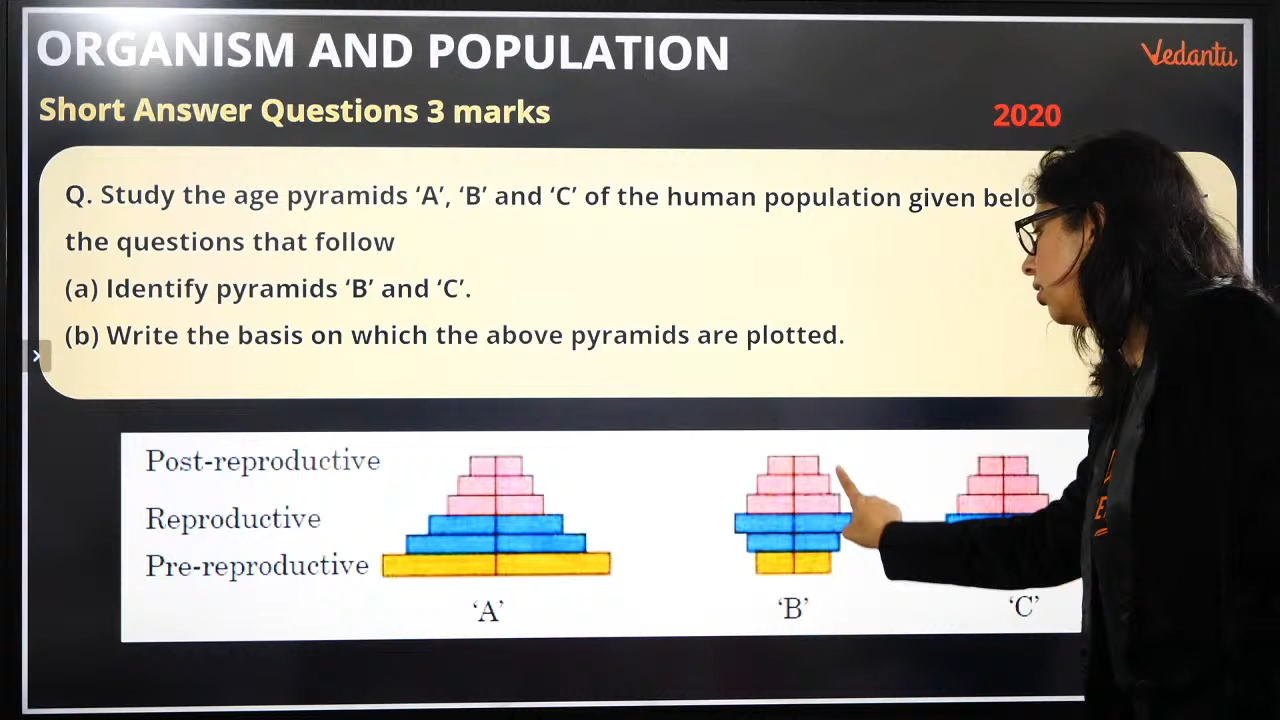 ORGANISM AND POPULATION
Vedantu
Short Answer Questions 3 marks
2020
Q. Study the age pyramids ‘A’, ‘B’ and ‘C’ of the human population given
the questions that follow
(a) Identify pyramids ‘B’ and ‘C’.
(b) Write the basis on which the above pyramids are plotted.
Post-reproductive
Reproductive
Pre-reproductive
‘A’
‘B’
‘C’